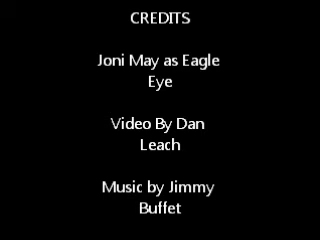 CREDITS
Joni May as Eagle
Eye
Video By Dan
Leach
Music by Jimmy
Buffet